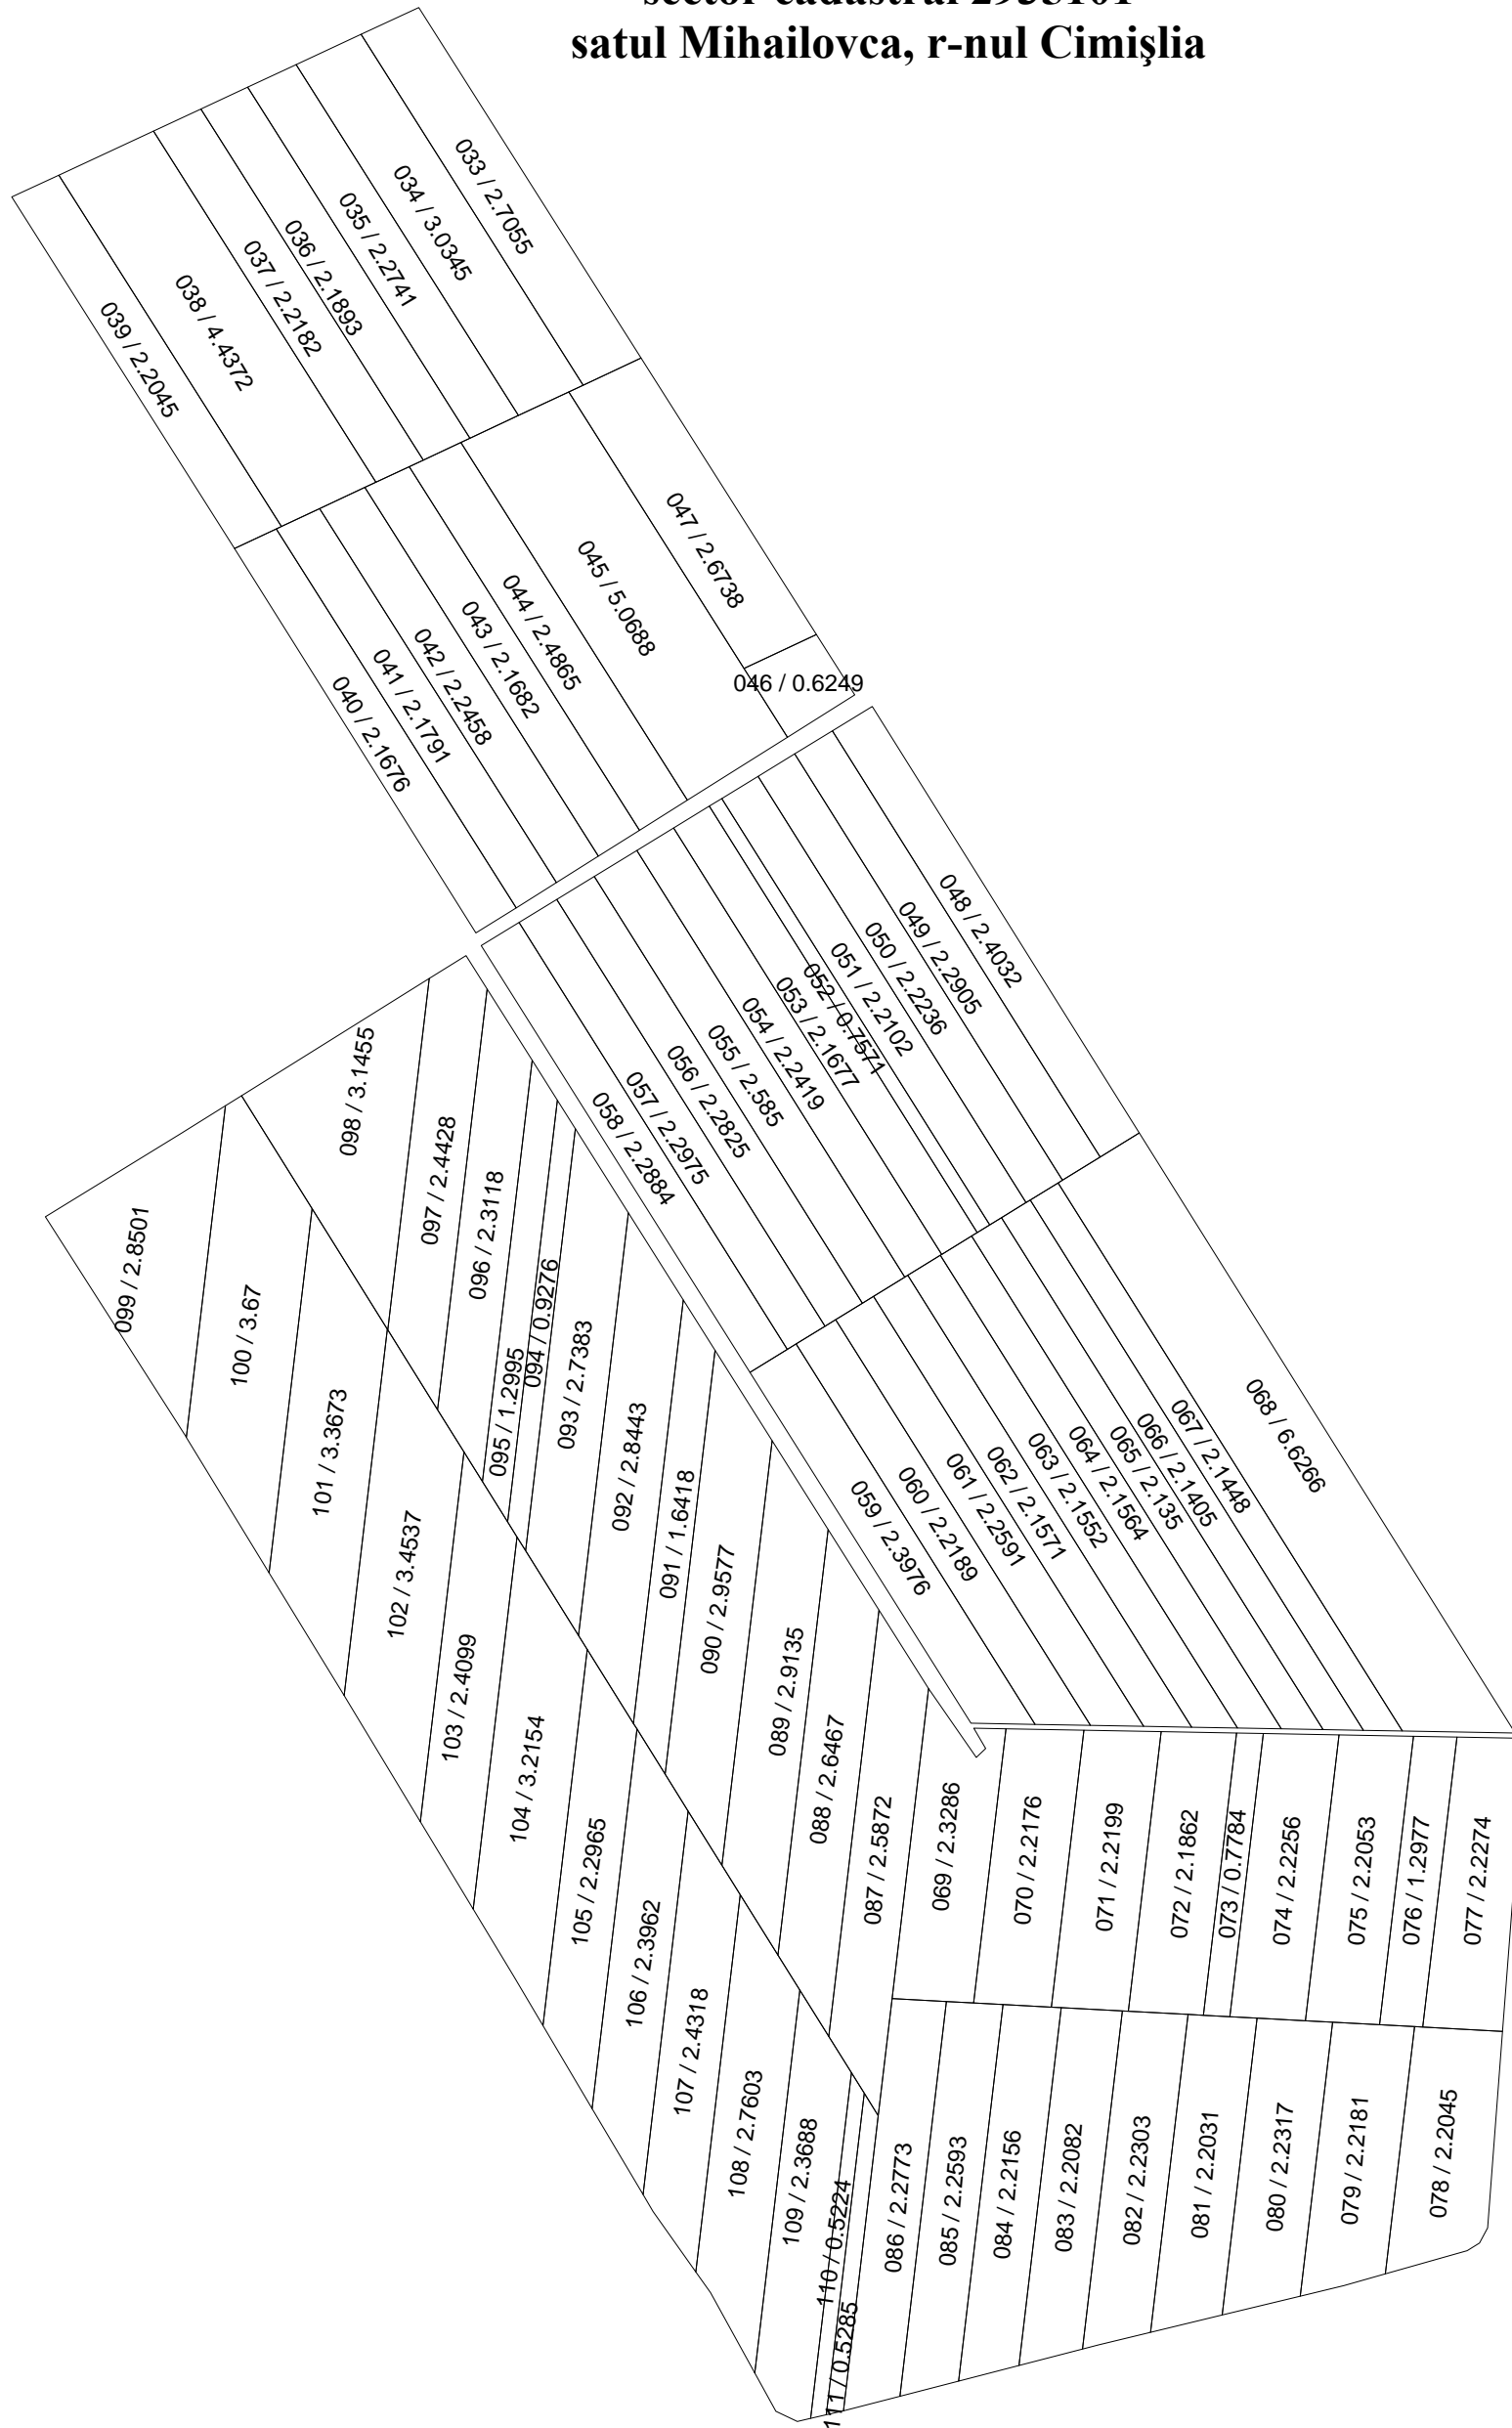 sector cadastral 2933101
satul Mihailovca, r-nul Cimişlia
033 / 2.7055
034 / 3.0345
035 / 2.2741
036 / 2.1893
037 / 2.2182
038 / 4.4372
039 / 2.2045
040 / 2.1676
041 / 2.1791
042 / 2.2458
043 / 2.1682
044 / 2.4865
045 / 5.0688
046 / 0.6249
047 / 2.6738
048 / 2.4032
049 / 2.2905
050 / 2.2236
051 / 2.2102
052 / 0.7571
053 / 2.1677
054 / 2.2419
055 / 2.585
056 / 2.2825
057 / 2.2975
058 / 2.2884
059 / 2.3976
060 / 2.2189
061 / 2.2591
062 / 2.1571
063 / 2.1552
064 / 2.1564
065 / 2.135
066 / 2.1405
067 / 2.1448
068 / 6.6266
069 / 2.3286
070 / 2.2176
071 / 2.2199
072 / 2.1862
073 / 0.7784
074 / 2.2256
075 / 2.2053
076 / 1.2977
077 / 2.2274
078 / 2.2045
079 / 2.2181
080 / 2.2317
081 / 2.2031
082 / 2.2303
083 / 2.2082
084 / 2.2156
085 / 2.2593
086 / 2.2773
087 / 2.5872
088 / 2.6467
089 / 2.9135
090 / 2.9577
091 / 1.6418
092 / 2.8443
093 / 2.7383
094 / 0.9276
095 / 1.2995
096 / 2.3118
097 / 2.4428
098 / 3.1455
099 / 2.8501
100 / 3.67
101 / 3.3673
102 / 3.4537
103 / 2.4099
104 / 3.2154
105 / 2.2965
106 / 2.3962
107 / 2.4318
108 / 2.7603
109 / 2.3688
110 / 0.5224
111 / 0.5285